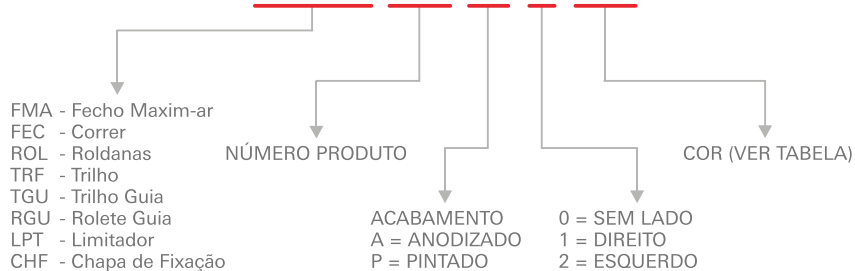 FMA - Fecho Maxim-ar
FEC - Correr
ROL - Roldanas
TRF - Trilho
TGU - Trilho Guia
RGU - Rolete Guia
LPT - Limitador
CHF - Chapa de Fixação
NÚMERO PRODUTO
ACABAMENTO
A = ANODIZADO
P = PINTADO
0 = SEM LADO
1 = DIREITO
2 = ESQUERDO
COR (VER TABELA)